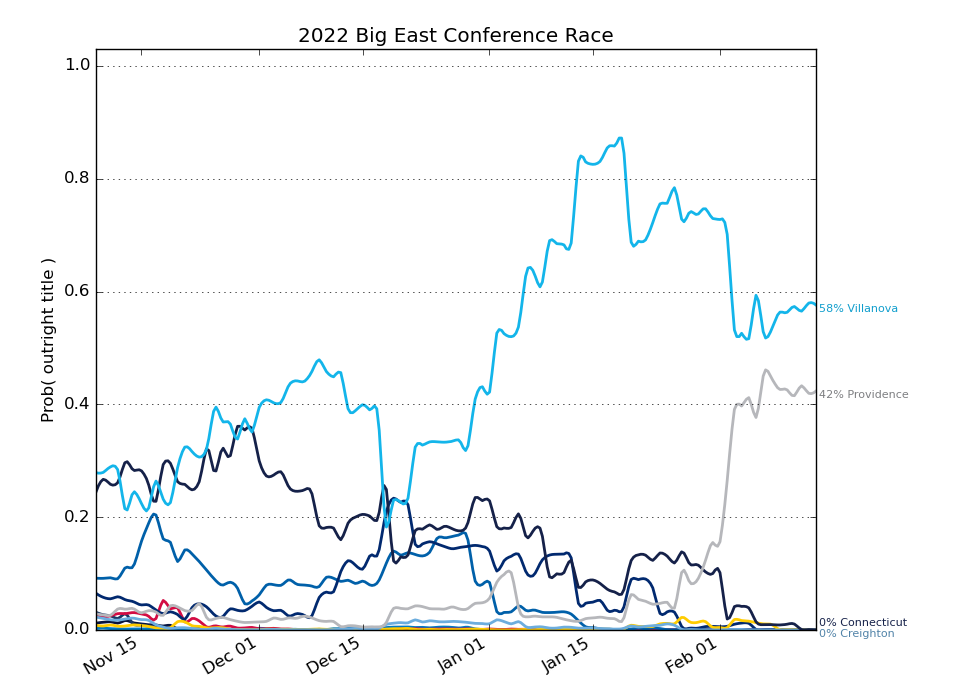 2022 Big East Conference Race
Prob( outright title )
1.0
0.8
0.6
0.4
0.2
0.0
58% Villanova
42% Providence
0% Connecticut
0% Creighton
Nov 15
Dec 01
Dec 15
Jan 01
Jan 15
Feb 01